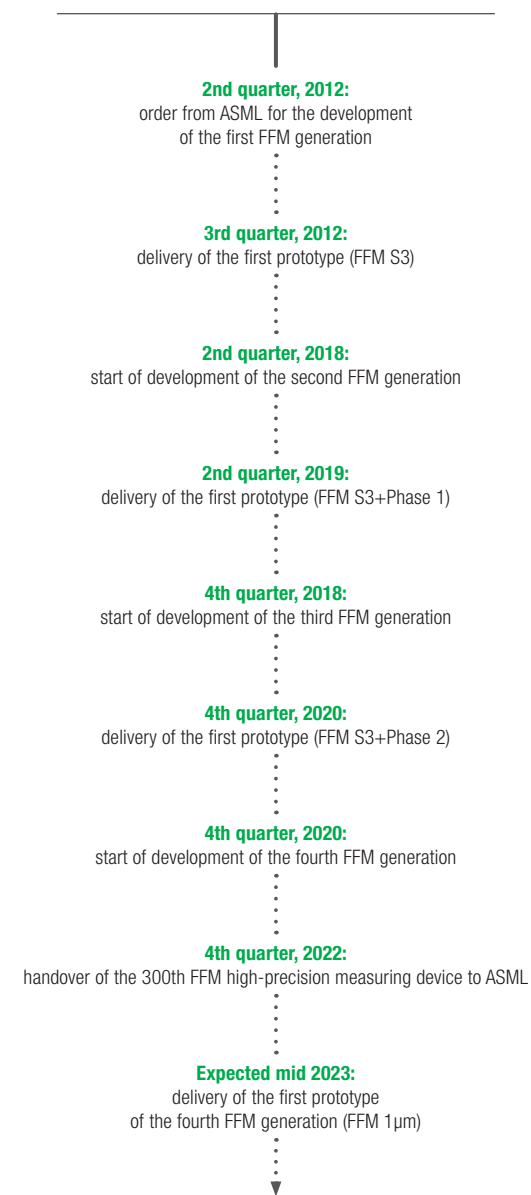 2nd quarter, 2012:
order from ASML for the development
of the first FFM generation
3rd quarter, 2012:
delivery of the first prototype (FFM S3)
2nd quarter, 2018:
start of development of the second FFM generation
2nd quarter, 2019:
delivery of the first prototype (FFM S3+Phase 1)
4th quarter, 2018:
start of development of the third FFM generation
4th quarter, 2020:
delivery of the first prototype (FFM S3+Phase 2)
4th quarter, 2020:
start of development of the fourth FFM generation
4th quarter, 2022:
handover of the 300th FFM high-precision measuring device to ASML
Expected mid 2023:
delivery of the first prototype
of the fourth FFM generation (FFM 1µm)